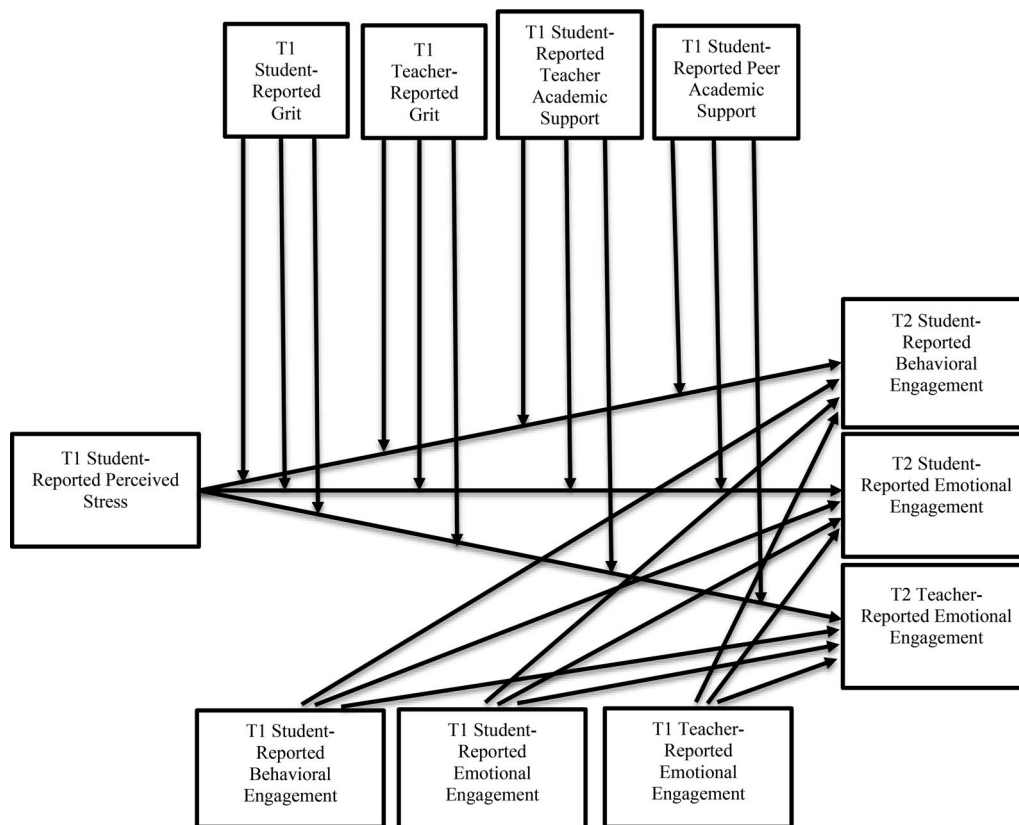 T1
Student-
Reported
Grit
T1
Teacher-
Reported
Grit
T1 Student-
Reported
Teacher
Academic
Support
T1 Student-
Reported Peer
Academic
Support
T2 Student-
Reported
Behavioral
Engagement
T1 Student-
Reported Perceived
Stress
T2 Student-
Reported Emotional
Engagement
T2 Teacher-
Reported Emotional
Engagement
T1 Student-
Reported
Behavioral
Engagement
T1 Student-
Reported
Emotional
Engagement
T1 Teacher-
Reported
Emotional
Engagement